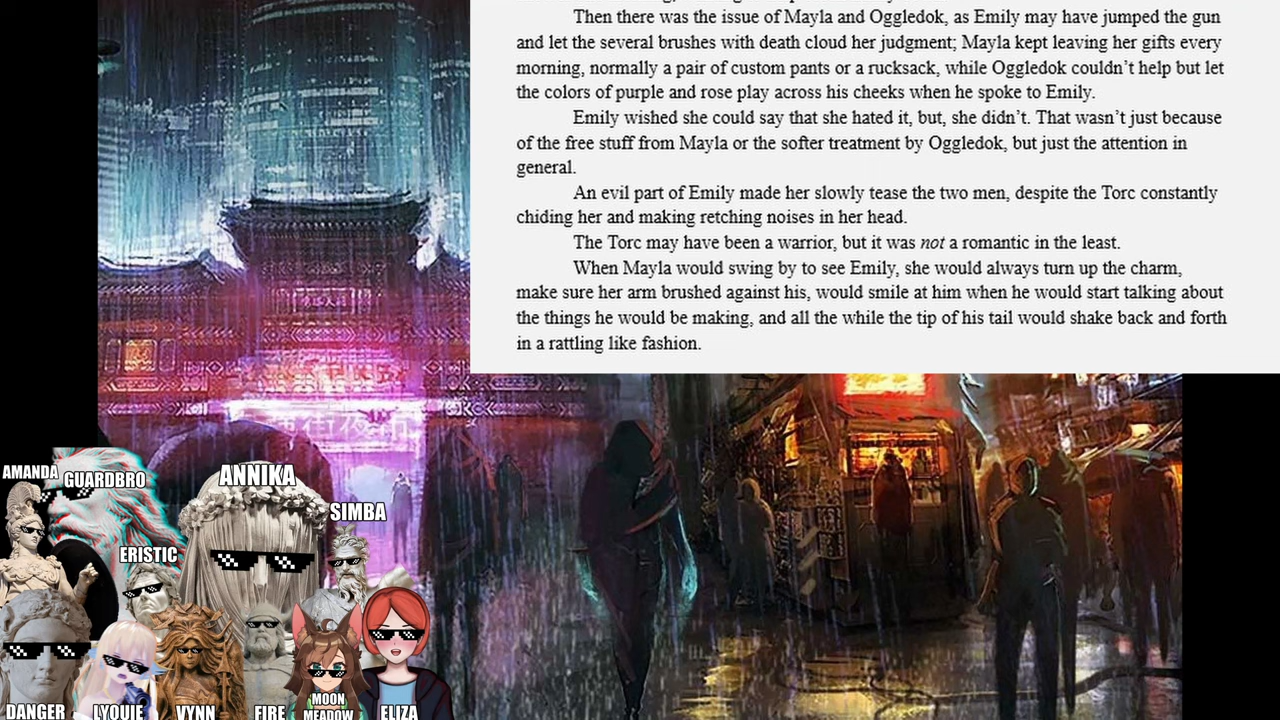 Then there was the issue of Mayla and Oggledok, as Emily may have jumped the gun
and let the several brushes with death cloud her judgment; Mayla kept leaving her gifts every
morning, normally a pair of custom pants or a rucksack, while Oggledok couldn’t help but let
the colors of purple and rose play across his cheeks when he spoke to Emily.
Emily wished she could say that she hated it, but, she didn’t. That wasn’t just because
of the free stuff from Mayla or the softer treatment by Oggledok, but just the attention in
general.
An evil part of Emily made her slowly tease the two men, despite the Torc constantly
chiding her and making retching noises in her head.
The Torc may have been a warrior, but it was not a romantic in the least.
When Mayla would swing by to see Emily, she would always turn up the charm,
make sure her arm brushed against his, would smile at him when he would start talking about
the things he would be making, and all the while the tip of his tail would shake back and forth
in a rattling like fashion.
AMANDA
GUARDBRO
ANNIKA
SIMBA
ERISTIC
DANGER
LYQUIE
VYNN
FIRE
MOON
MEADOW
ELIZA